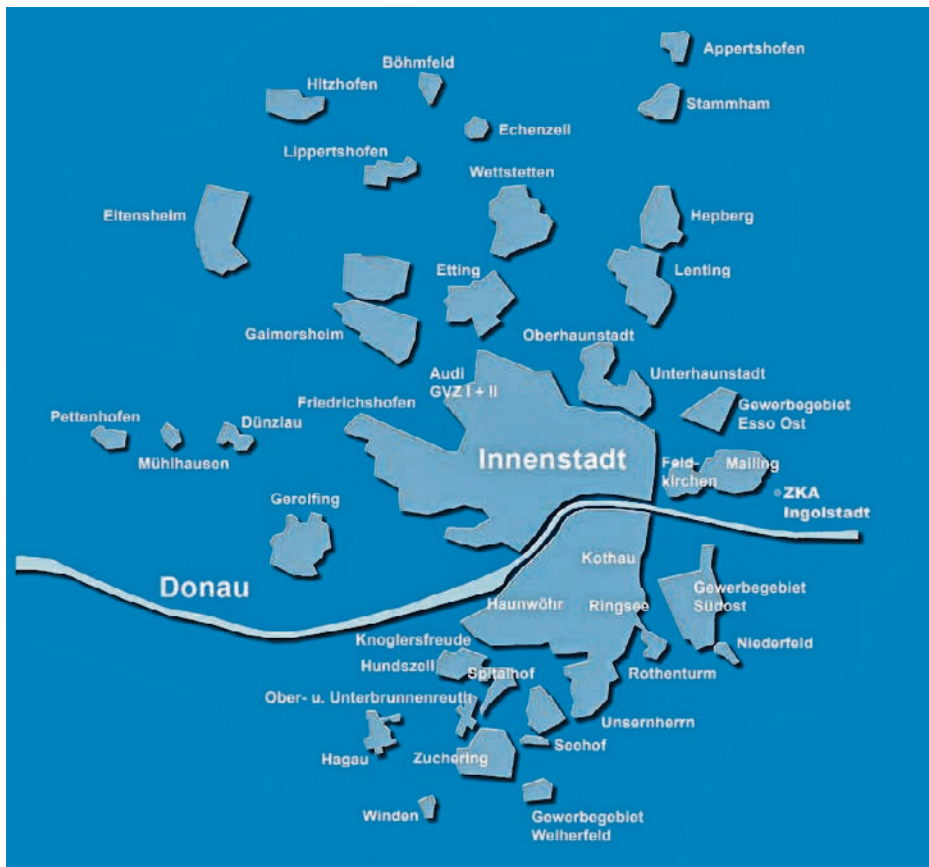 Appertshofen
Böhmfeld
Hitzhofen
Stammham
Echenzell
Lippertshofen
Wettstetten
Eitensheim
Hepberg
Etting
Lenting
Gaimersheim
Oberhaunstadt
Audi
GVZ I + II
Unterhaunstadt
Friedrichshofen
Gewerbegebiet
Esso Ost
Pettenhofen
Dünzlau
Mühlhausen
Innenstadt
Feld-
kirchen
Mailing
ZKA
Ingolstadt
Gerolfing
Kothau
Donau
Gewerbegebiet
Südost
Haunwöhr
Ringsee
Niederfeld
Knoglersfreude
Hundszell
Spitalhof
Rothenturm
Ober- u. Unterbrunnenreuth
Unsernherrn
Seehof
Hagau
Zuchering
Winden
Gewerbegebiet
Weiherfeld